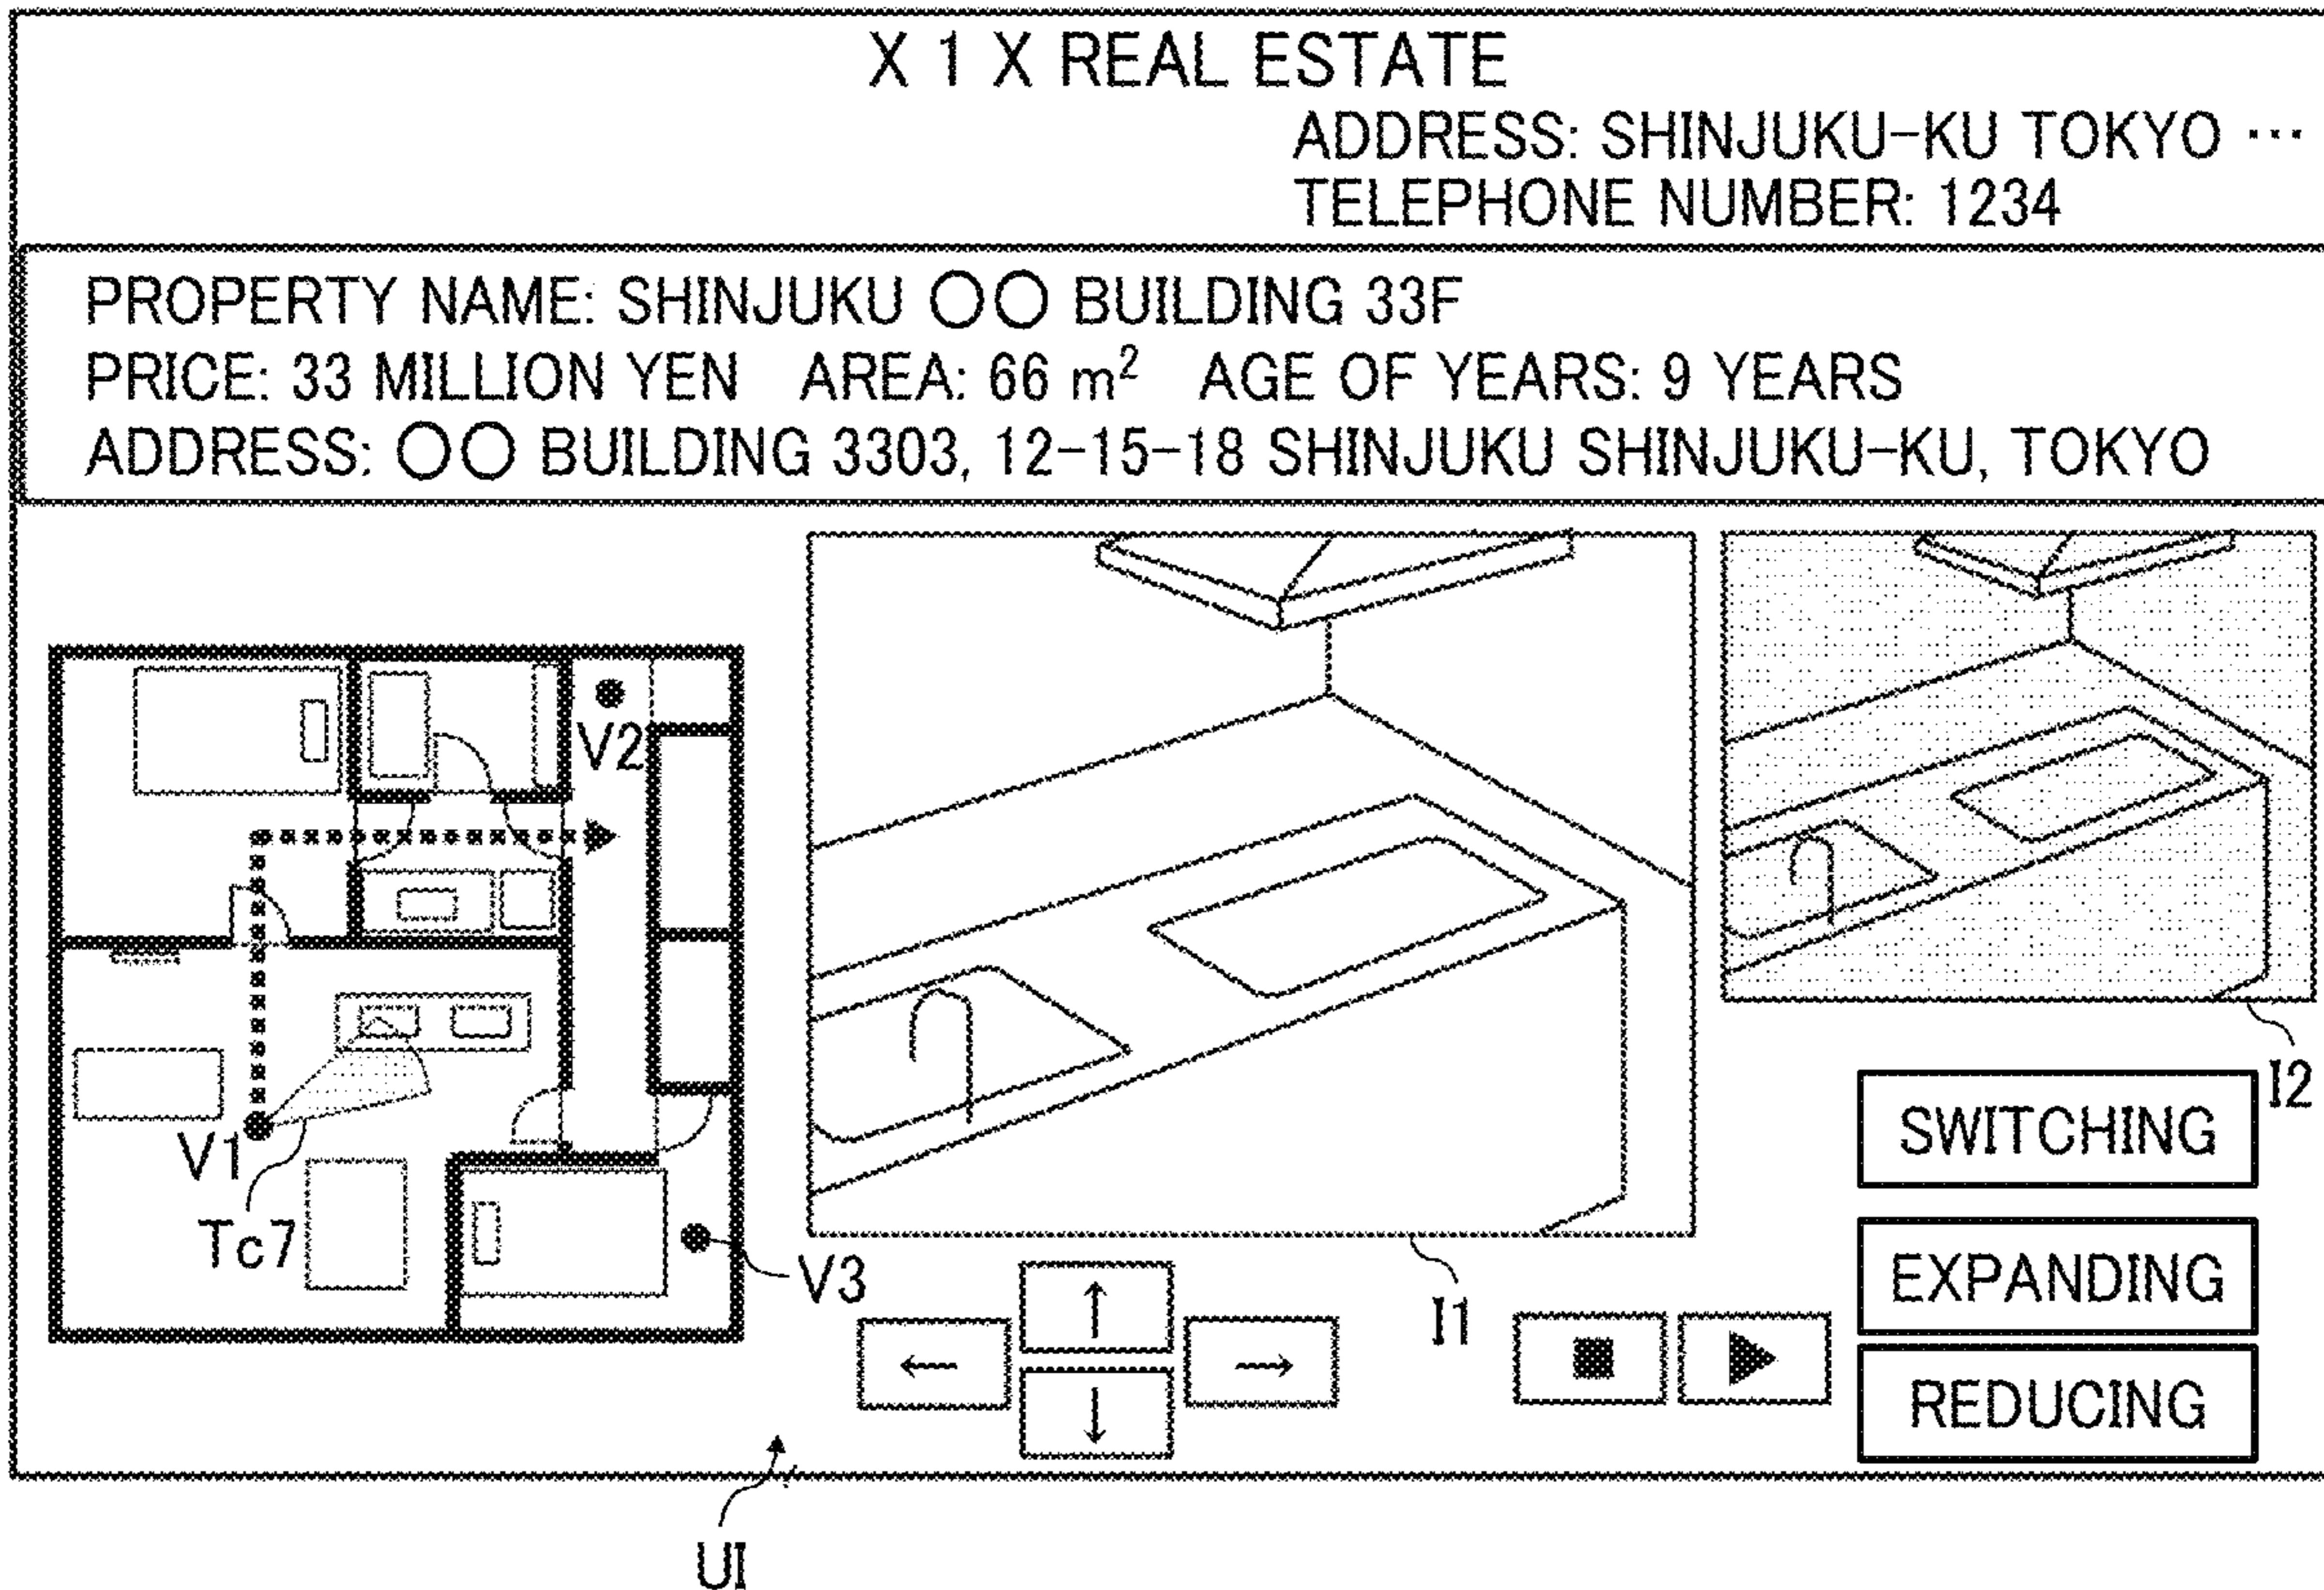 X 1 X REAL ESTATE
ADDRESS: SHINJUKU-KU TOKYO ···
TELEPHONE NUMBER: 1234
PROPERTY NAME: SHINJUKU ○○ BUILDING 33F
PRICE: 33 MILLION YEN AREA: 66 m² AGE OF YEARS: 9 YEARS
ADDRESS: ○○ BUILDING 3303, 12-15-18 SHINJUKU SHINJUKU-KU, TOKYO
V2
V1
Tc7
V3
I1
I2
←
↑
↓
→
■
▶
SWITCHING
EXPANDING
REDUCING
UI